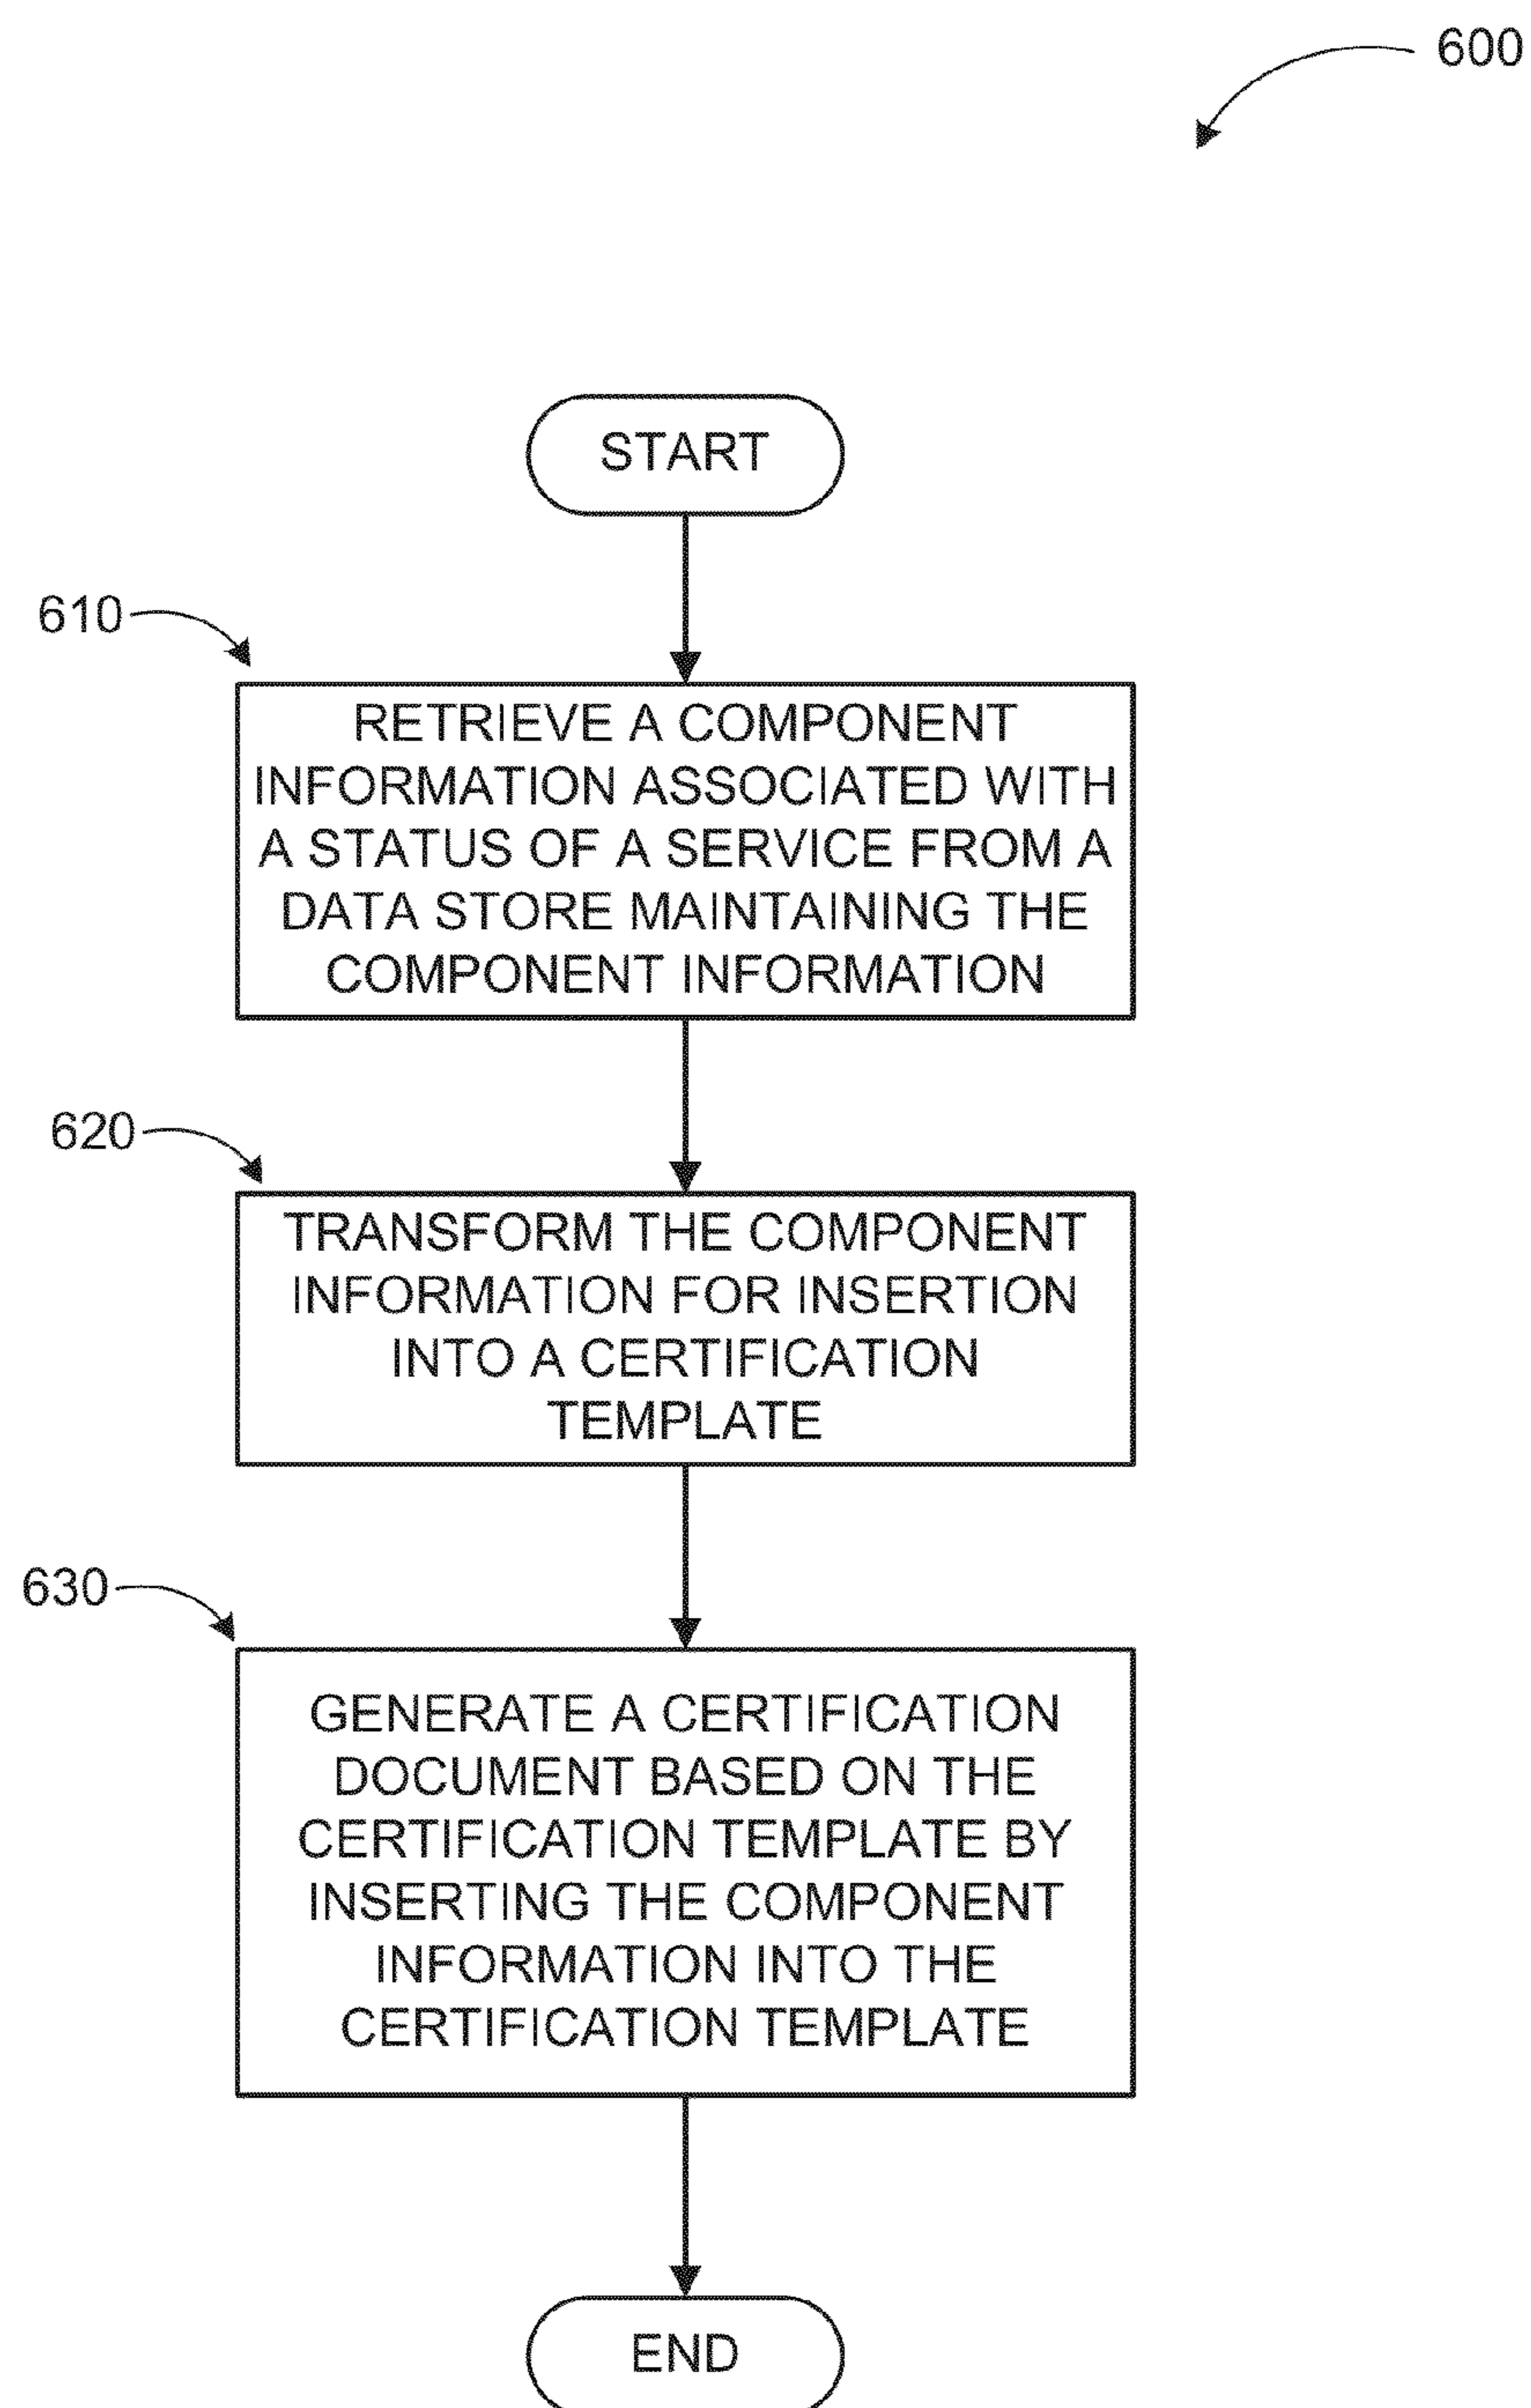 600
START
610
RETRIEVE A COMPONENT
INFORMATION ASSOCIATED WITH
A STATUS OF A SERVICE FROM A
DATA STORE MAINTAINING THE
COMPONENT INFORMATION
620
TRANSFORM THE COMPONENT
INFORMATION FOR INSERTION
INTO A CERTIFICATION
TEMPLATE
630
GENERATE A CERTIFICATION
DOCUMENT BASED ON THE
CERTIFICATION TEMPLATE BY
INSERTING THE COMPONENT
INFORMATION INTO THE
CERTIFICATION TEMPLATE
END